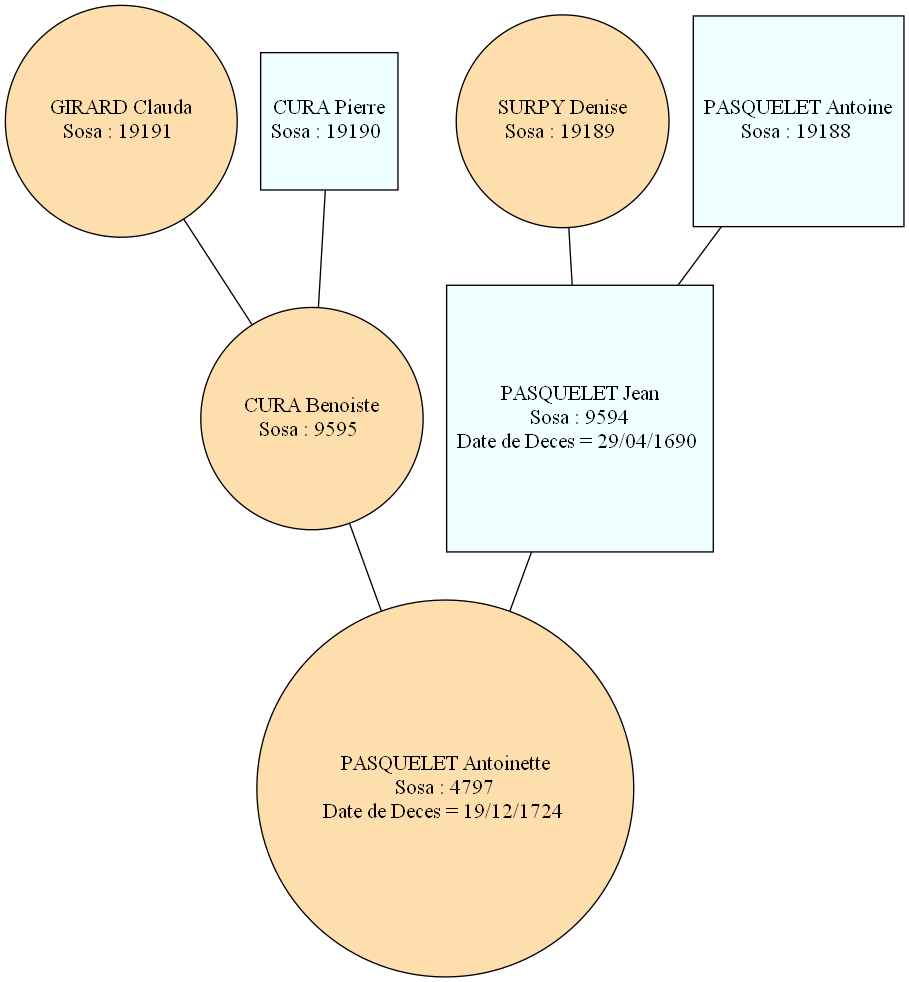 GIRARD Clauda
Sosa : 19191
CURA Pierre
Sosa : 19190
SURPY Denise
Sosa : 19189
PASQUELET Antoine
Sosa : 19188
CURA Benoiste
Sosa : 9595
PASQUELET Jean
Sosa : 9594
Date de Deces = 29/04/1690
PASQUELET Antoinette
Sosa : 4797
Date de Deces = 19/12/1724